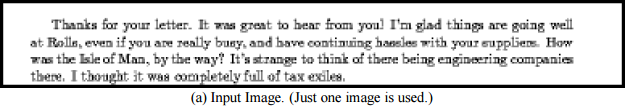 Thanks for your letter. It was great to hear from you! I'm glad things are going well
at Rolls, even if you are really busy, and have continuing hassles with your suppliers. How
was the Isle of Man, by the way? It's strange to think of there being engineering companies
there. I thought it was completely full of tax exiles.
(a) Input Image. (Just one image is used.)